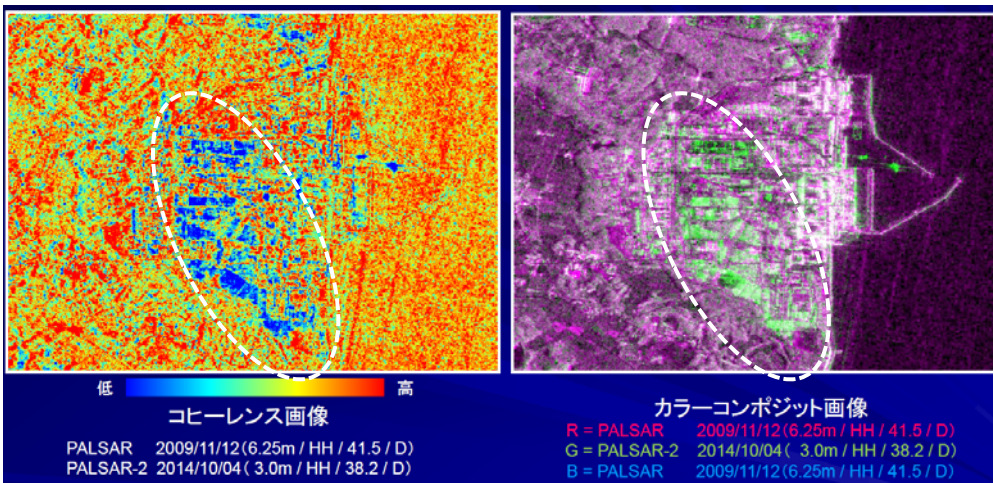 低 高
コヒーレンス画像
PALSAR 2009/11/12(6.25m / HH / 41.5 / D)
PALSAR-2 2014/10/04( 3.0m / HH / 38.2 / D)
カラーコンポジット画像
R = PALSAR 2009/11/12(6.25m / HH / 41.5 / D)
G = PALSAR-2 2014/10/04( 3.0m / HH / 38.2 / D)
B = PALSAR 2009/11/12(6.25m / HH / 41.5 / D)